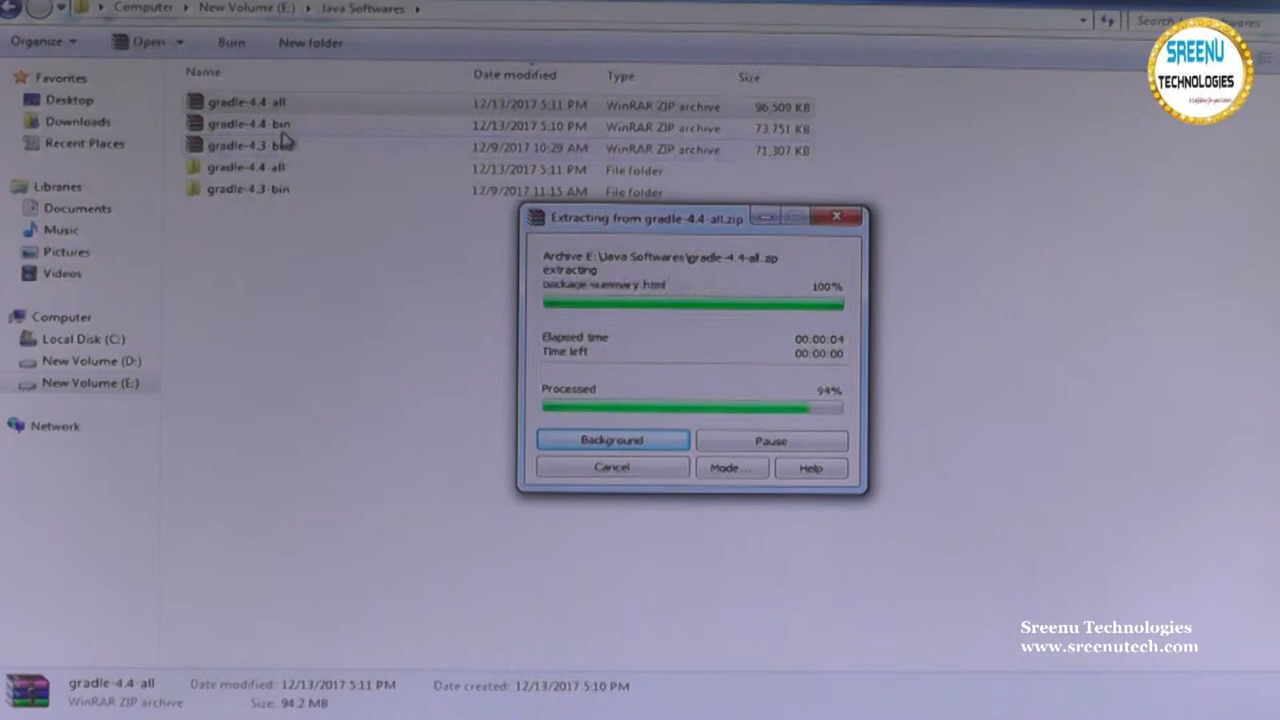 Computer ▸ New Volume (E:) ▸ Java Softwares ▸
Organize Open Burn New folder
Name Date modified Type Size
gradle-4.4-all 12/13/2017 5:11 PM WinRAR ZIP archive 96,509 KB
gradle-4.4-bin 12/13/2017 5:10 PM WinRAR ZIP archive 73,751 KB
gradle-4.3-bin 12/9/2017 10:29 AM WinRAR ZIP archive 71,307 KB
gradle-4.4-all 12/13/2017 5:11 PM File folder
gradle-4.3-bin 12/9/2017 11:15 AM File folder
Favorites
Desktop
Downloads
Recent Places
Libraries
Documents
Music
Pictures
Videos
Computer
Local Disk (C:)
New Volume (D:)
New Volume (E:)
Network
Extracting from gradle-4.4-all.zip
Archive E:\Java Softwares\gradle-4.4-all.zip
extracting
package-summary.html 100%
Elapsed time 00:00:04
Time left 00:00:00
Processed 94%
Background Pause
Cancel Mode... Help
SREENU
TECHNOLOGIES
Sreenu Technologies
www.sreenutech.com
gradle-4.4-all Date modified: 12/13/2017 5:11 PM Date created: 12/13/2017 5:10 PM
WinRAR ZIP archive Size: 94.2 MB